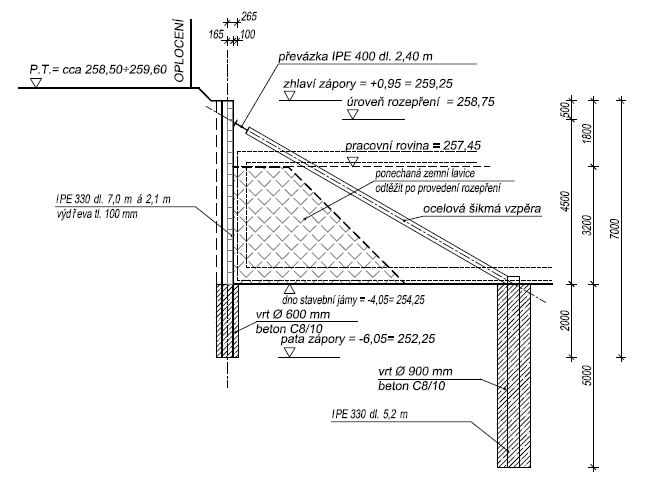 265
165
100
OPLOCENÍ
P.T.= cca 258,50÷259,60
převázka IPE 400 dl. 2,40 m
zhlaví zápory = +0,95 = 259,25
úroveň rozepření = 258,75
pracovní rovina = 257,45
ponechaná zemní lavice
odtěžit po provedení rozepření
IPE 330 dl. 7,0 m á 2,1 m
výdřeva tl. 100 mm
ocelová šikmá vzpěra
dno stavební jámy = -4,05= 254,25
vrt Ø 600 mm
beton C8/10
pata zápory = -6,05= 252,25
vrt Ø 900 mm
beton C8/10
IPE 330 dl. 5,2 m
500
1800
4500
3200
7000
2000
5000